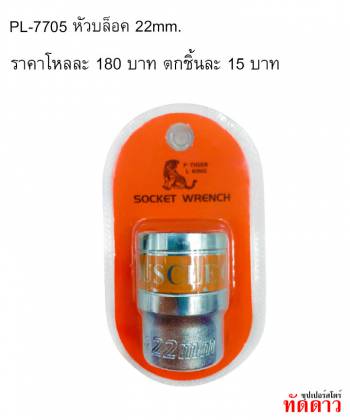 PL-7705 หัวบล็อค 22mm.
ราคาโหลละ 180 บาท ตกชิ้นละ 15 บาท
P TIGER
L KING
SOCKET WRENCH
22mm
ซุปเปอร์สโตร์
ทัดดาว